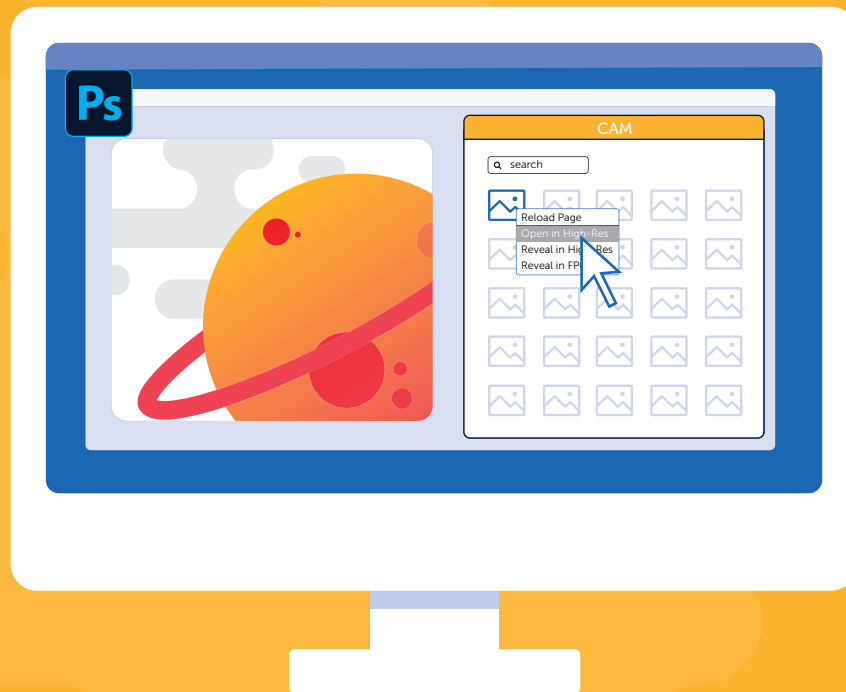 Ps
CAM
search
Reload Page
Open in High-Res
Reveal in High-Res
Reveal in FP